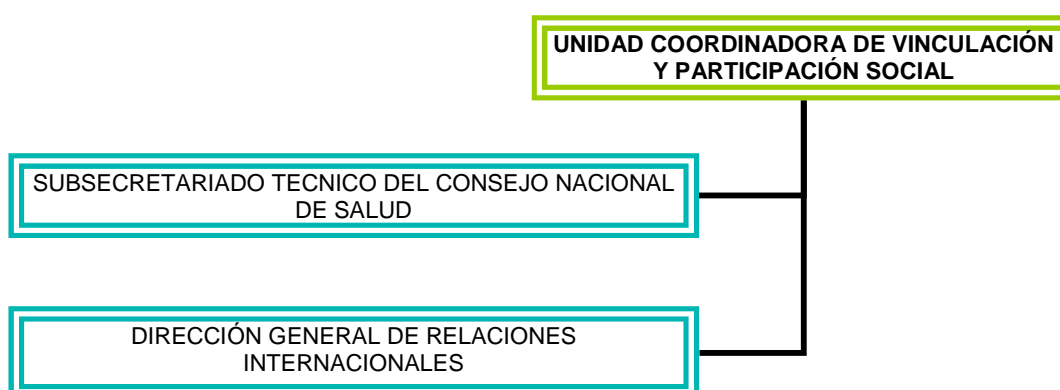 UNIDAD COORDINADORA DE VINCULACIÓN
Y PARTICIPACIÓN SOCIAL
SUBSECRETARIADO TECNICO DEL CONSEJO NACIONAL
DE SALUD
DIRECCIÓN GENERAL DE RELACIONES
INTERNACIONALES